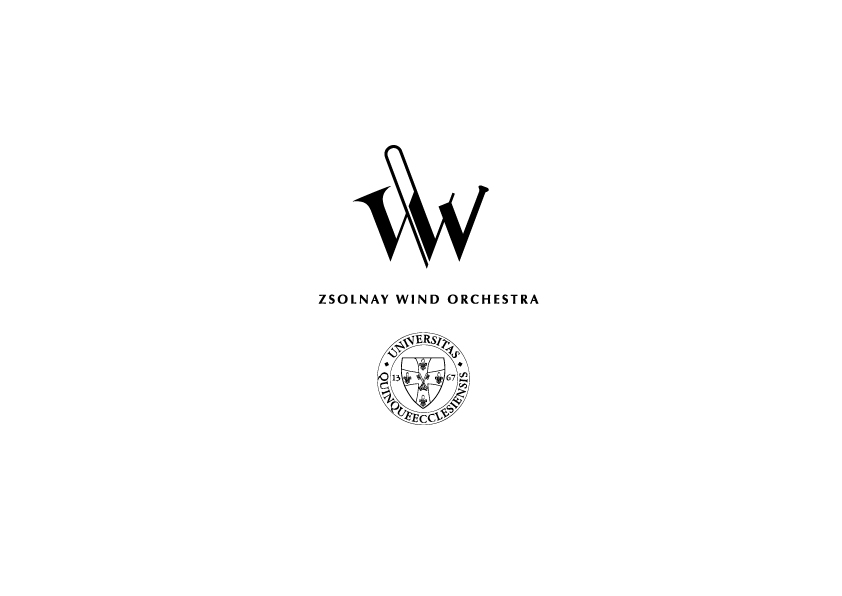 W
ZSOLNAY WIND ORCHESTRA
UNIVERSITAS
13 67
QUINQUEECCLESIENSIS